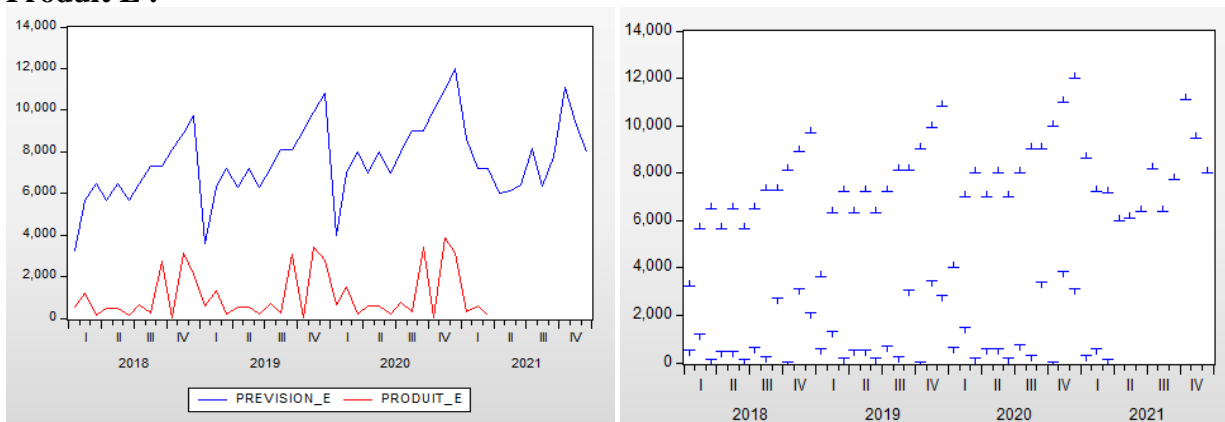 Produit E :
14,000
12,000
10,000
8,000
6,000
4,000
2,000
0
I II III IV I II III IV I II III IV I II III IV
2018 2019 2020 2021
PREVISION_E PRODUIT_E
14,000
12,000
10,000
8,000
6,000
4,000
2,000
0
I II III IV I II III IV I II III IV I II III IV
2018 2019 2020 2021